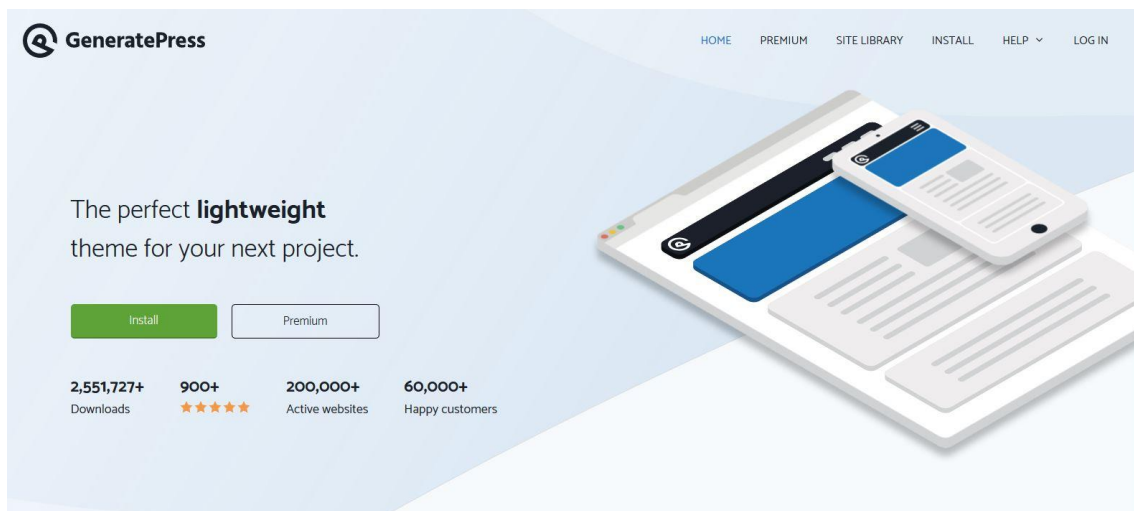 GeneratePress
HOME PREMIUM SITE LIBRARY INSTALL HELP LOG IN
The perfect lightweight
theme for your next project.
Install Premium
2,551,727+ 900+ 200,000+ 60,000+
Downloads Active websites Happy customers